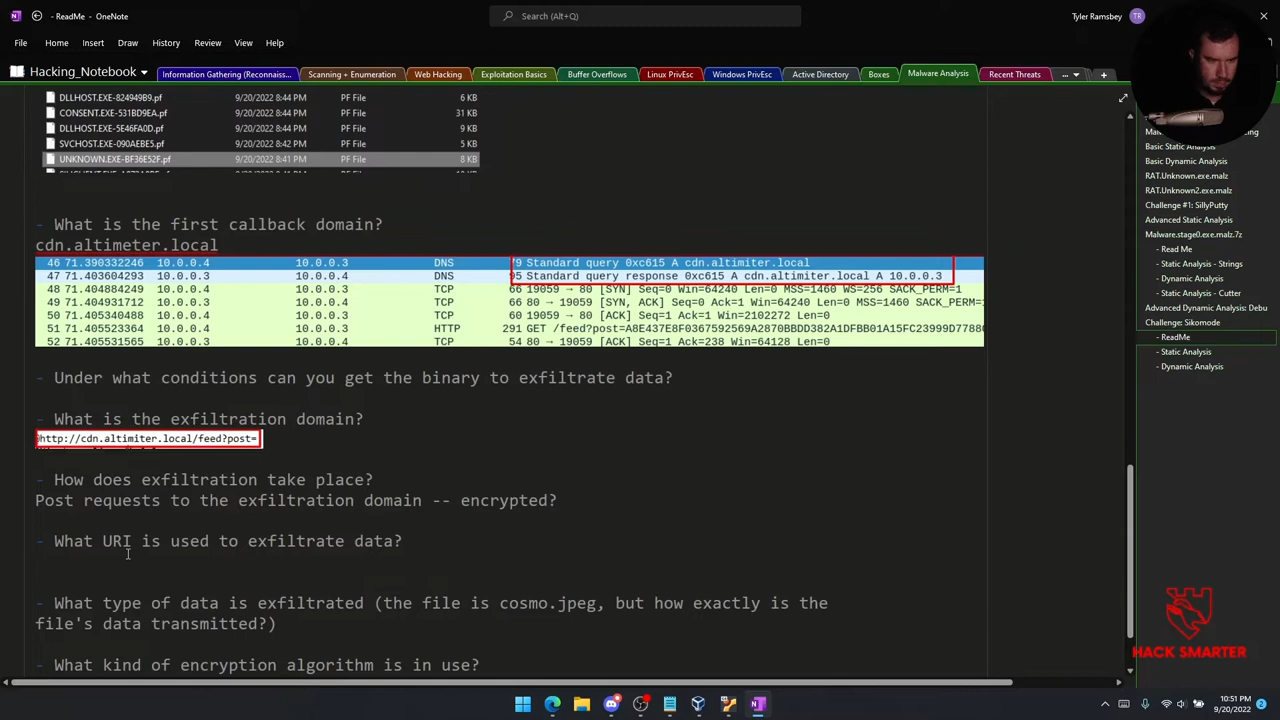 - ReadMe - OneNote
Search (Alt+Q)
Tyler Ramsbey
TR
File Home Insert Draw History Review View Help
Hacking_Notebook
Information Gathering (Reconnaiss...
Scanning + Enumeration
Web Hacking
Exploitation Basics
Buffer Overflows
Linux PrivEsc
Windows PrivEsc
Active Directory
Boxes
Malware Analysis
Recent Threats
DLLHOST.EXE-824949B9.pf 9/20/2022 8:44 PM PF File 6 KB
CONSENT.EXE-531BD9EA.pf 9/20/2022 8:44 PM PF File 31 KB
DLLHOST.EXE-5E46FA0D.pf 9/20/2022 8:44 PM PF File 9 KB
SVCHOST.EXE-090AEBE5.pf 9/20/2022 8:42 PM PF File 5 KB
UNKNOWN.EXE-BF36E52F.pf 9/20/2022 8:41 PM PF File 8 KB
- What is the first callback domain?
cdn.altimeter.local
46 71.390332246 10.0.0.4 10.0.0.3 DNS 79 Standard query 0xc615 A cdn.altimiter.local
47 71.403604293 10.0.0.3 10.0.0.4 DNS 95 Standard query response 0xc615 A cdn.altimiter.local A 10.0.0.3
48 71.404884249 10.0.0.4 10.0.0.3 TCP 66 19059 → 80 [SYN] Seq=0 Win=64240 Len=0 MSS=1460 WS=256 SACK_PERM=1
49 71.404931712 10.0.0.3 10.0.0.4 TCP 66 80 → 19059 [SYN, ACK] Seq=0 Ack=1 Win=64240 Len=0 MSS=1460 SACK_PERM=
50 71.405340488 10.0.0.4 10.0.0.3 TCP 60 19059 → 80 [ACK] Seq=1 Ack=1 Win=2102272 Len=0
51 71.405523364 10.0.0.4 10.0.0.3 HTTP 291 GET /feed?post=A8E437E8F0367592569A2870BBDD382A1DFBB01A15FC23999D7788
52 71.405531565 10.0.0.3 10.0.0.4 TCP 54 80 → 19059 [ACK] Seq=1 Ack=238 Win=64128 Len=0
- Under what conditions can you get the binary to exfiltrate data?
- What is the exfiltration domain?
@http://cdn.altimiter.local/feed?post=
- How does exfiltration take place?
Post requests to the exfiltration domain -- encrypted?
- What URI is used to exfiltrate data?
- What type of data is exfiltrated (the file is cosmo.jpeg, but how exactly is the
file's data transmitted?)
- What kind of encryption algorithm is in use?
Basic Static Analysis
Basic Dynamic Analysis
RAT.Unknown.exe.malz
RAT.Unknown2.exe.malz
Challenge #1: SillyPutty
Advanced Static Analysis
Malware.stage0.exe.malz.7z
- Read Me
- Static Analysis - Strings
- Dynamic Analysis
- Static Analysis - Cutter
Advanced Dynamic Analysis: Debu
Challenge: Sikomode
- ReadMe
- Static Analysis
- Dynamic Analysis
HACK SMARTER
10:51 PM
9/20/2022
2